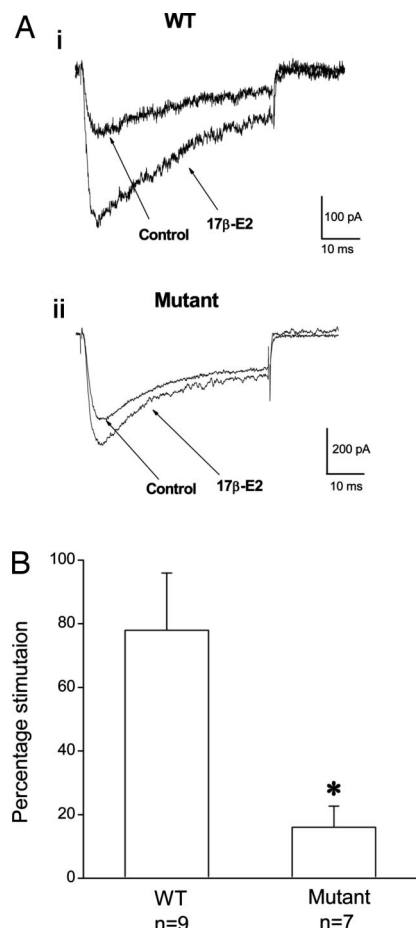 A
i
WT
Control
17β-E2
100 pA
10 ms
ii
Mutant
Control
17β-E2
200 pA
10 ms
B
Percentage stimutaion
100
80
60
40
20
0
*
WT
n=9
Mutant
n=7